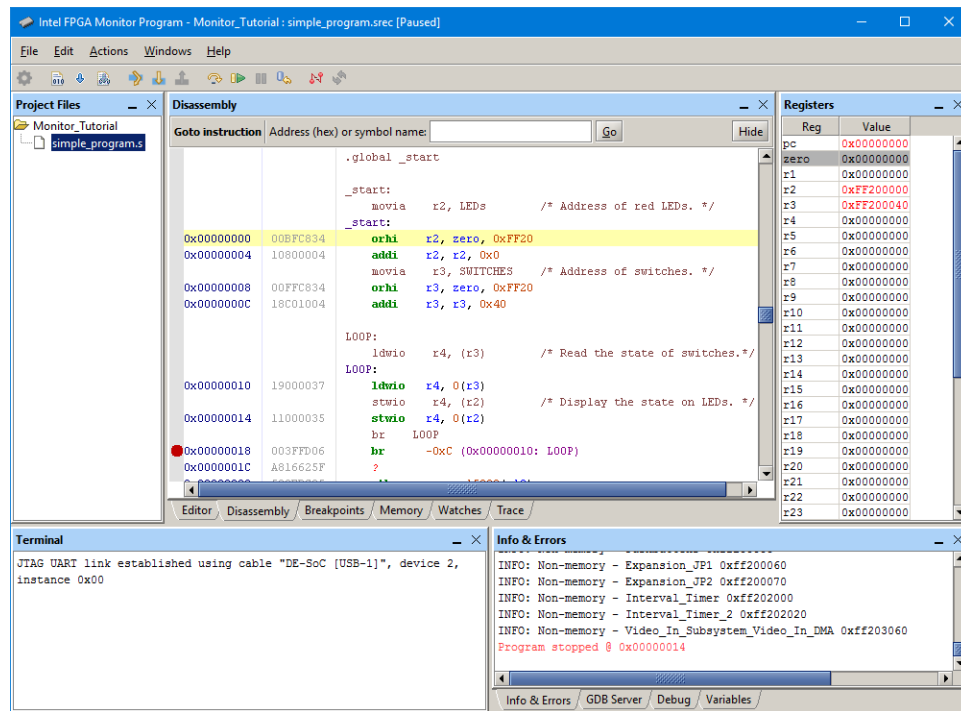 Intel FPGA Monitor Program - Monitor_Tutorial : simple_program.srec [Paused]
File Edit Actions Windows Help
Project Files
Monitor_Tutorial
simple_program.s
Disassembly
Goto instruction Address (hex) or symbol name: Go Hide
.global _start
_start:
movia r2, LEDs /* Address of red LEDs. */
_start:
0x00000000 00BFC834 orhi r2, zero, 0xFF20
0x00000004 10800004 addi r2, r2, 0x0
movia r3, SWITCHES /* Address of switches. */
0x00000008 00FFC834 orhi r3, zero, 0xFF20
0x0000000C 18C01004 addi r3, r3, 0x40
LOOP:
ldwio r4, (r3) /* Read the state of switches.*/
LOOP:
0x00000010 19000037 ldwio r4, 0(r3)
stwio r4, (r2) /* Display the state on LEDs. */
0x00000014 11000035 stwio r4, 0(r2)
br LOOP
0x00000018 003FFD06 br -0xC (0x00000010: LOOP)
0x0000001C A816625F ?
Editor Disassembly Breakpoints Memory Watches Trace
Registers
Reg Value
pc 0x00000000
zero 0x00000000
r1 0x00000000
r2 0xFF200000
r3 0xFF200040
r4 0x00000000
r5 0x00000000
r6 0x00000000
r7 0x00000000
r8 0x00000000
r9 0x00000000
r10 0x00000000
r11 0x00000000
r12 0x00000000
r13 0x00000000
r14 0x00000000
r15 0x00000000
r16 0x00000000
r17 0x00000000
r18 0x00000000
r19 0x00000000
r20 0x00000000
r21 0x00000000
r22 0x00000000
r23 0x00000000
Terminal
JTAG UART link established using cable "DE-SoC [USB-1]", device 2,
instance 0x00
Info & Errors
INFO: Non-memory - Expansion_JP1 0xff200060
INFO: Non-memory - Expansion_JP2 0xff200070
INFO: Non-memory - Interval_Timer 0xff202000
INFO: Non-memory - Interval_Timer_2 0xff202020
INFO: Non-memory - Video_In_Subsystem_Video_In_DMA 0xff203060
Program stopped @ 0x00000014
Info & Errors GDB Server Debug Variables